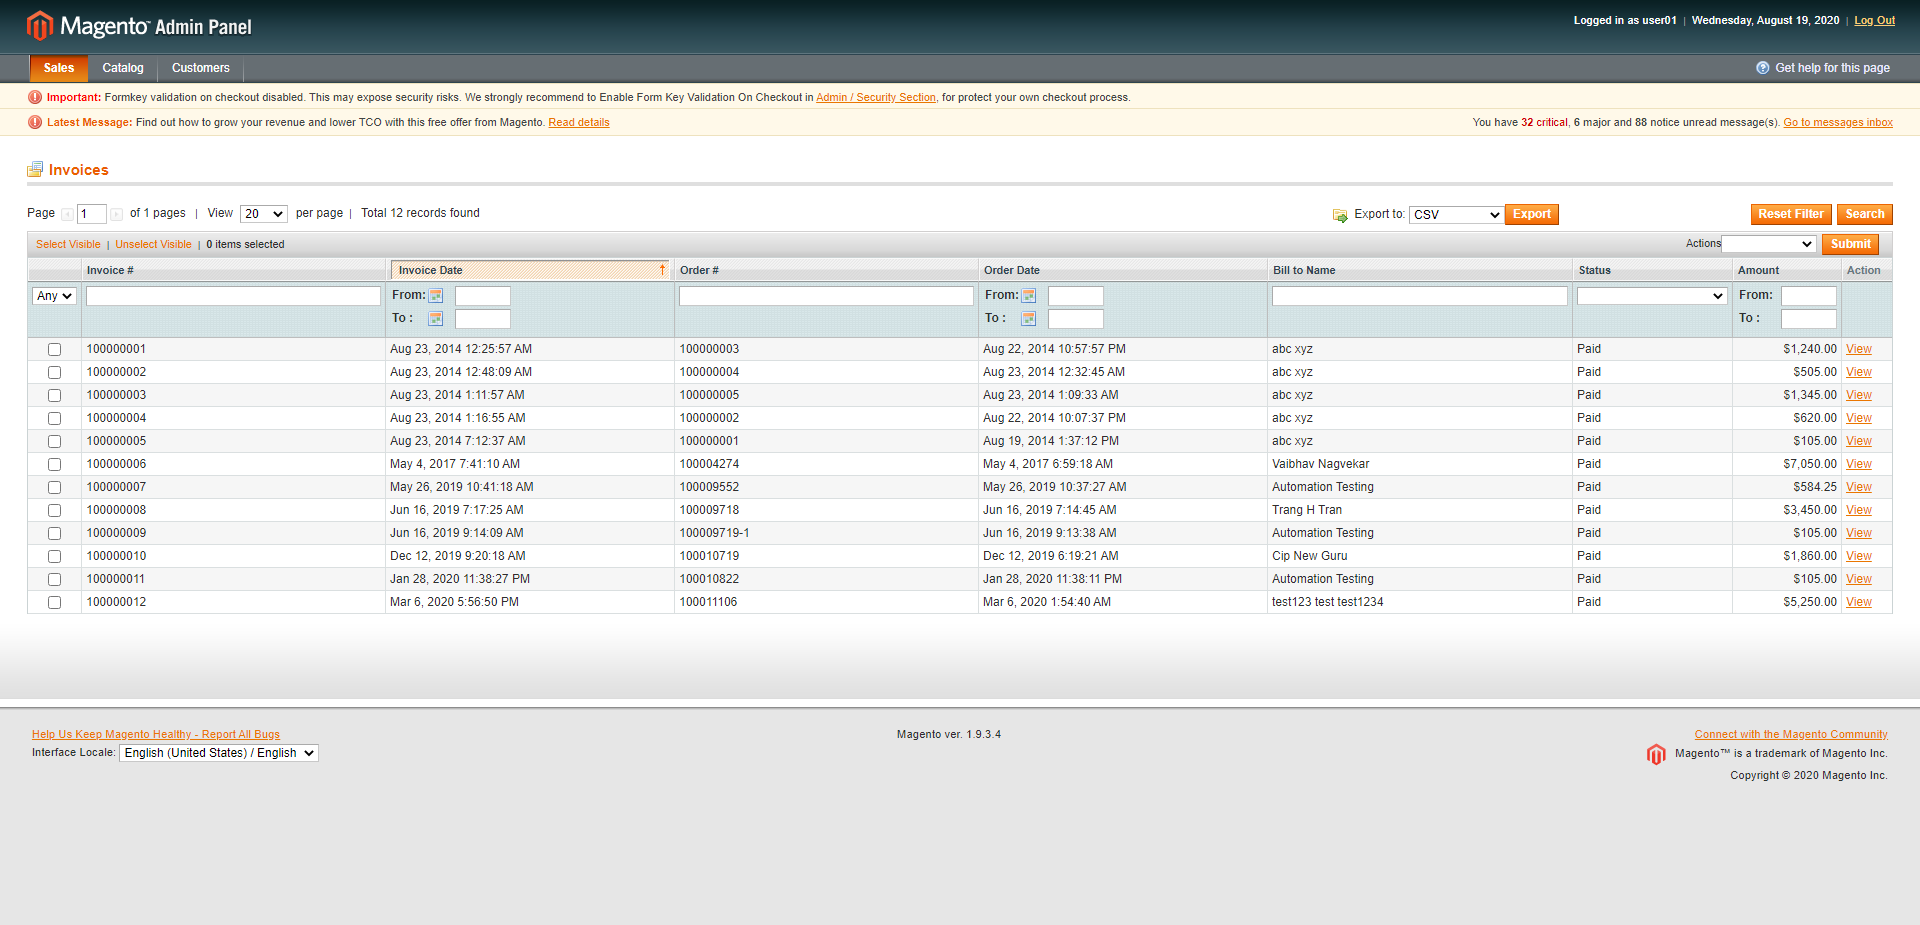 Magento™ Admin Panel
Logged in as user01 | Wednesday, August 19, 2020 | Log Out
Sales Catalog Customers Get help for this page
Important: Formkey validation on checkout disabled. This may expose security risks. We strongly recommend to Enable Form Key Validation On Checkout in Admin / Security Section, for protect your own checkout process.
Latest Message: Find out how to grow your revenue and lower TCO with this free offer from Magento. Read details You have 32 critical, 6 major and 88 notice unread message(s). Go to messages inbox
Invoices
Page 1 of 1 pages | View 20 per page | Total 12 records found Export to: CSV Export Reset Filter Search
Select Visible | Unselect Visible | 0 items selected Actions Submit
Invoice # Invoice Date Order # Order Date Bill to Name Status Amount Action
Any From: From: From:
To : To : To :
100000001 Aug 23, 2014 12:25:57 AM 100000003 Aug 22, 2014 10:57:57 PM abc xyz Paid $1,240.00 View
100000002 Aug 23, 2014 12:48:09 AM 100000004 Aug 23, 2014 12:32:45 AM abc xyz Paid $505.00 View
100000003 Aug 23, 2014 1:11:57 AM 100000005 Aug 23, 2014 1:09:33 AM abc xyz Paid $1,345.00 View
100000004 Aug 23, 2014 1:16:55 AM 100000002 Aug 22, 2014 10:07:37 PM abc xyz Paid $620.00 View
100000005 Aug 23, 2014 7:12:37 AM 100000001 Aug 19, 2014 1:37:12 PM abc xyz Paid $105.00 View
100000006 May 4, 2017 7:41:10 AM 100004274 May 4, 2017 6:59:18 AM Vaibhav Nagvekar Paid $7,050.00 View
100000007 May 26, 2019 10:41:18 AM 100009552 May 26, 2019 10:37:27 AM Automation Testing Paid $584.25 View
100000008 Jun 16, 2019 7:17:25 AM 100009718 Jun 16, 2019 7:14:45 AM Trang H Tran Paid $3,450.00 View
100000009 Jun 16, 2019 9:14:09 AM 100009719-1 Jun 16, 2019 9:13:38 AM Automation Testing Paid $105.00 View
100000010 Dec 12, 2019 9:20:18 AM 100010719 Dec 12, 2019 6:19:21 AM Cip New Guru Paid $1,860.00 View
100000011 Jan 28, 2020 11:38:27 PM 100010822 Jan 28, 2020 11:38:11 PM Automation Testing Paid $105.00 View
100000012 Mar 6, 2020 5:56:50 PM 100011106 Mar 6, 2020 1:54:40 AM test123 test test1234 Paid $5,250.00 View
Help Us Keep Magento Healthy - Report All Bugs Magento ver. 1.9.3.4 Connect with the Magento Community
Interface Locale: English (United States) / English Magento™ is a trademark of Magento Inc.
Copyright © 2020 Magento Inc.